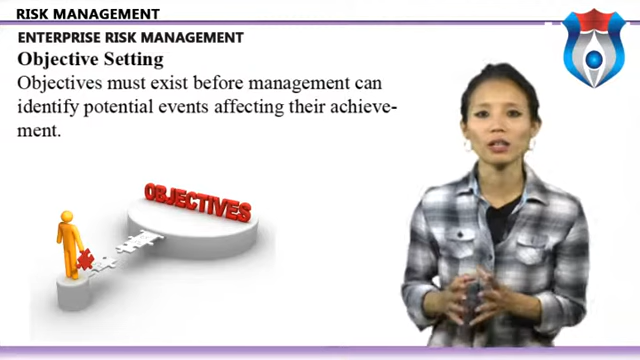 RISK MANAGEMENT
ENTERPRISE RISK MANAGEMENT
Objective Setting
Objectives must exist before management can
identify potential events affecting their achieve-
ment.
OBJECTIVES